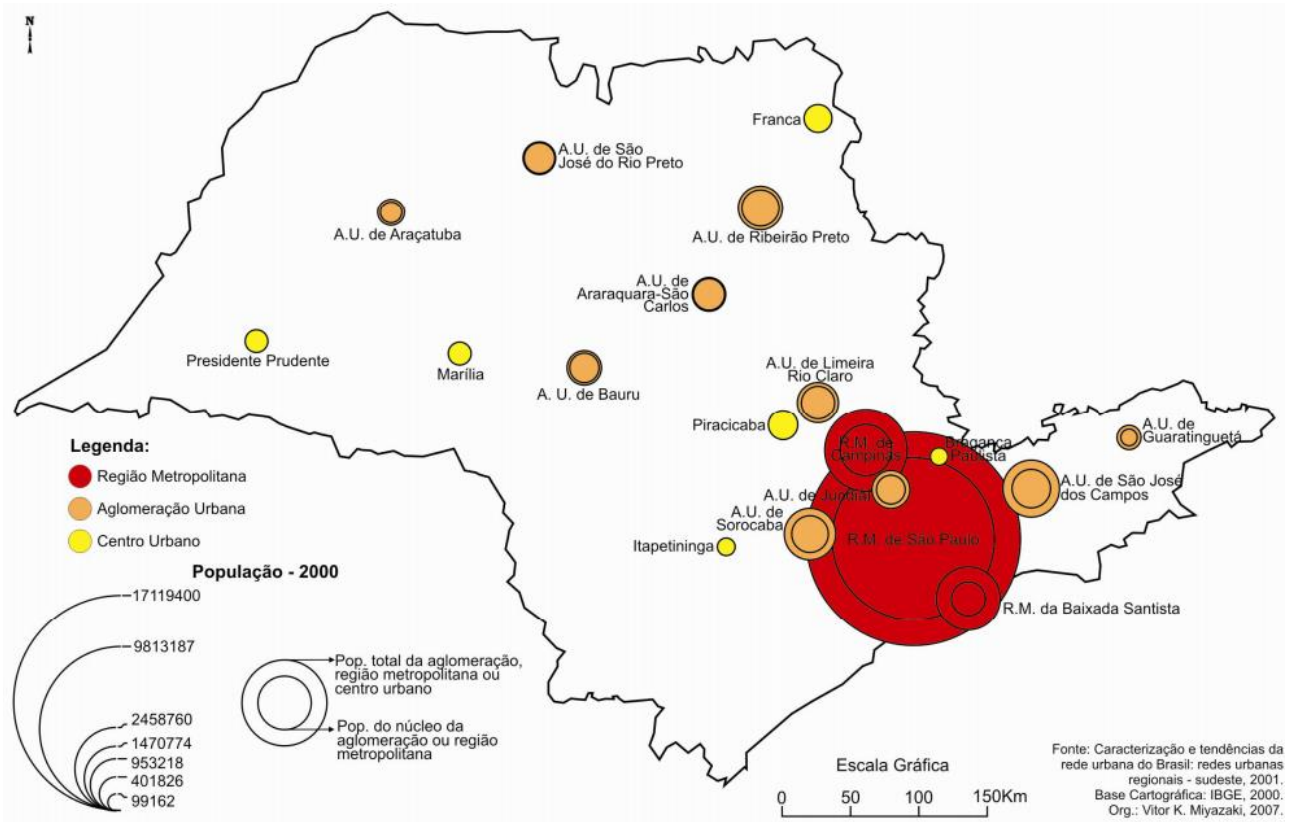 N
Franca
A.U. de São
José do Rio Preto
A.U. de Araçatuba
A.U. de Ribeirão Preto
A.U. de
Araraquara-São
Carlos
Presidente Prudente
Marília
A. U. de Bauru
A.U. de Limeira
Rio Claro
Piracicaba
R.M. de
Campinas
Bragança
Paulista
A.U. de
Guaratinguetá
A.U. de São José
dos Campos
A.U. de Jundiaí
A.U. de
Sorocaba
R.M. de São Paulo
Itapetininga
R.M. da Baixada Santista
Legenda:
Região Metropolitana
Aglomeração Urbana
Centro Urbano
População - 2000
17119400
9813187
2458760
1470774
953218
401826
99162
Pop. total da aglomeração,
região metropolitana ou
centro urbano
Pop. do núcleo da
aglomeração ou região
metropolitana
Escala Gráfica
0 50 100 150Km
Fonte: Caracterização e tendências da
rede urbana do Brasil: redes urbanas
regionais - sudeste, 2001.
Base Cartográfica: IBGE, 2000.
Org.: Vitor K. Miyazaki, 2007.